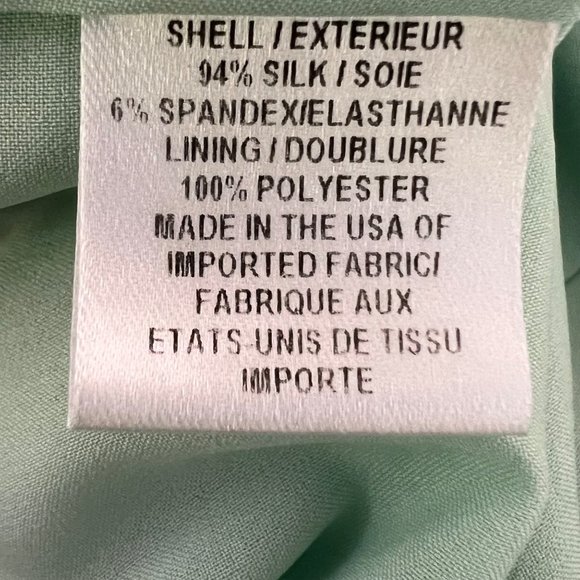 SHELL / EXTERIEUR
94% SILK / SOIE
6% SPANDEX/ELASTHANNE
LINING / DOUBLURE
100% POLYESTER
MADE IN THE USA OF
IMPORTED FABRIC/
FABRIQUE AUX
ETATS-UNIS DE TISSU
IMPORTE